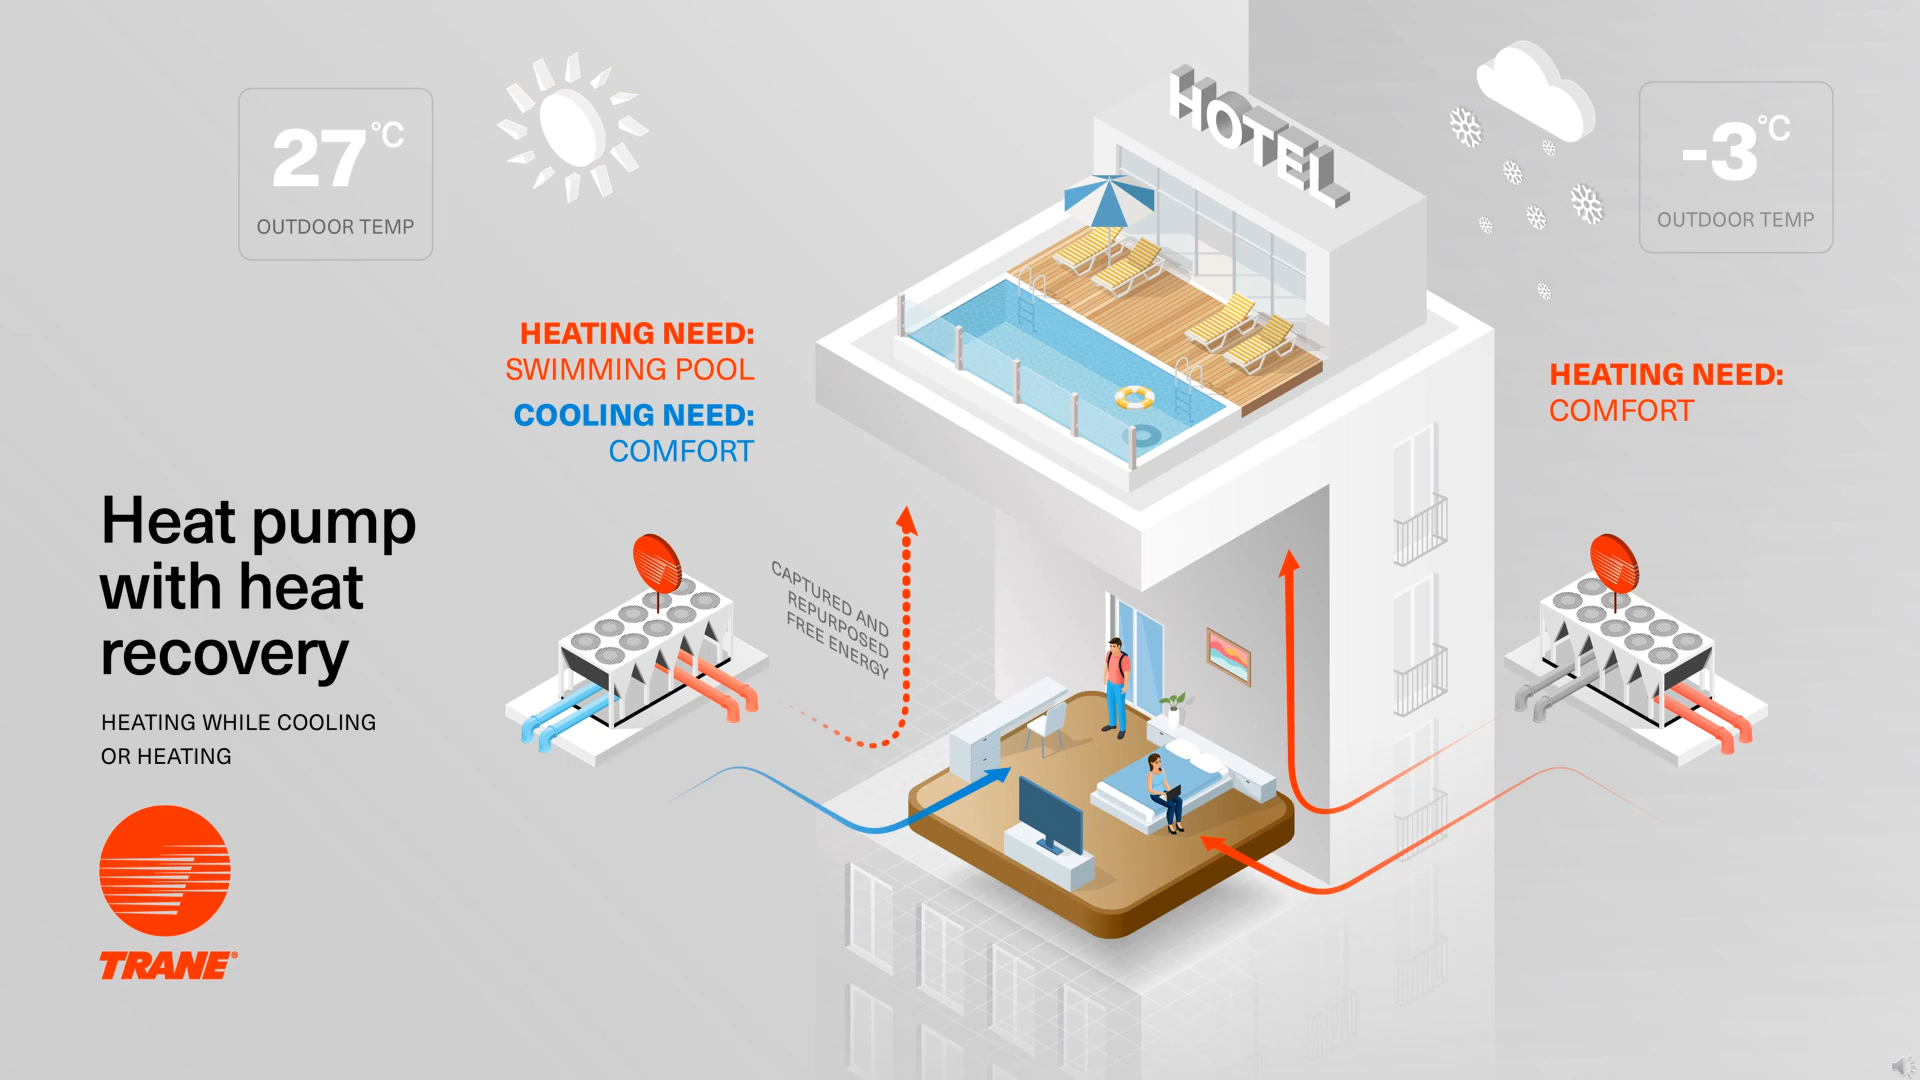 27°C
OUTDOOR TEMP
HOTEL
-3°C
OUTDOOR TEMP
HEATING NEED:
SWIMMING POOL
COOLING NEED:
COMFORT
HEATING NEED:
COMFORT
Heat pump
with heat
recovery
HEATING WHILE COOLING
OR HEATING
CAPTURED AND
REPURPOSED
FREE ENERGY
TRANE®